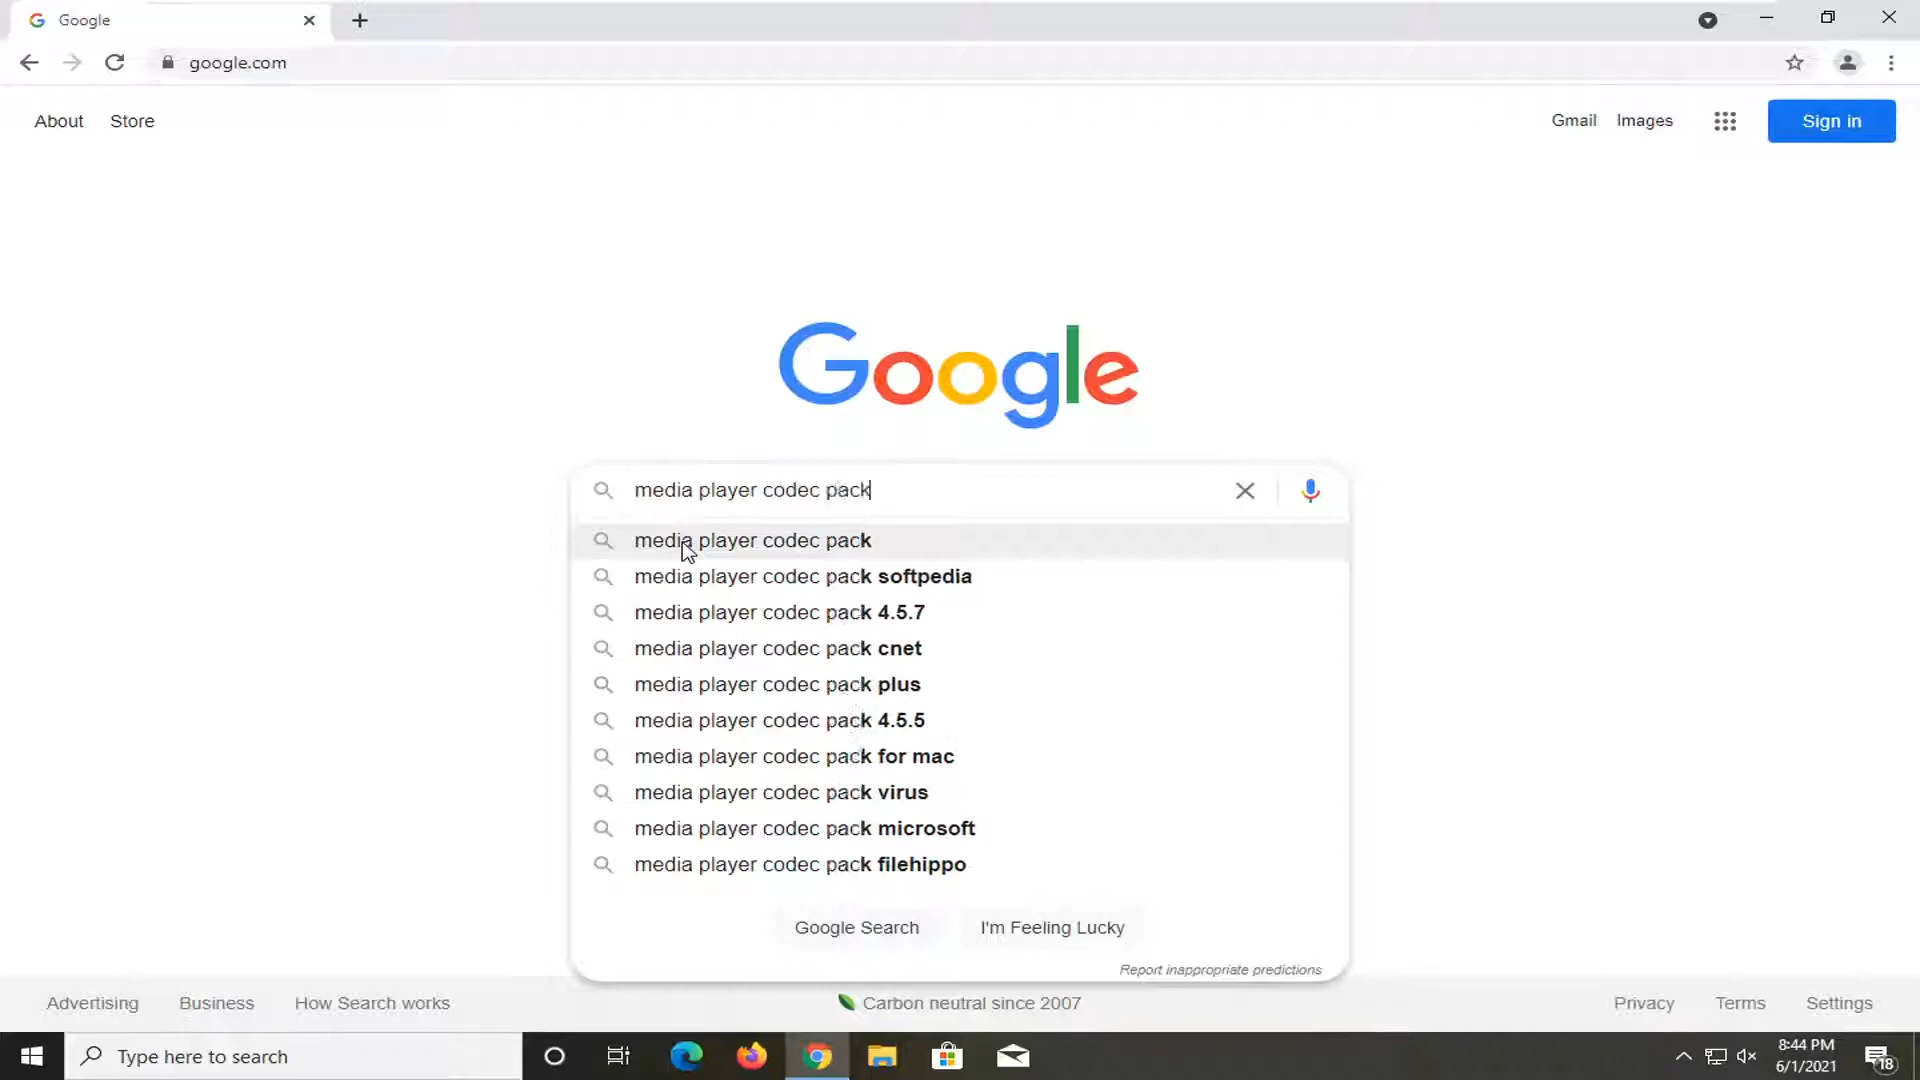 Google
google.com
About Store
Gmail Images Sign in
Google
media player codec pack
media player codec pack
media player codec pack softpedia
media player codec pack 4.5.7
media player codec pack cnet
media player codec pack plus
media player codec pack 4.5.5
media player codec pack for mac
media player codec pack virus
media player codec pack microsoft
media player codec pack filehippo
Google Search I'm Feeling Lucky
Report inappropriate predictions
Advertising Business How Search works
Carbon neutral since 2007
Privacy Terms Settings
Type here to search
8:44 PM
6/1/2021
18